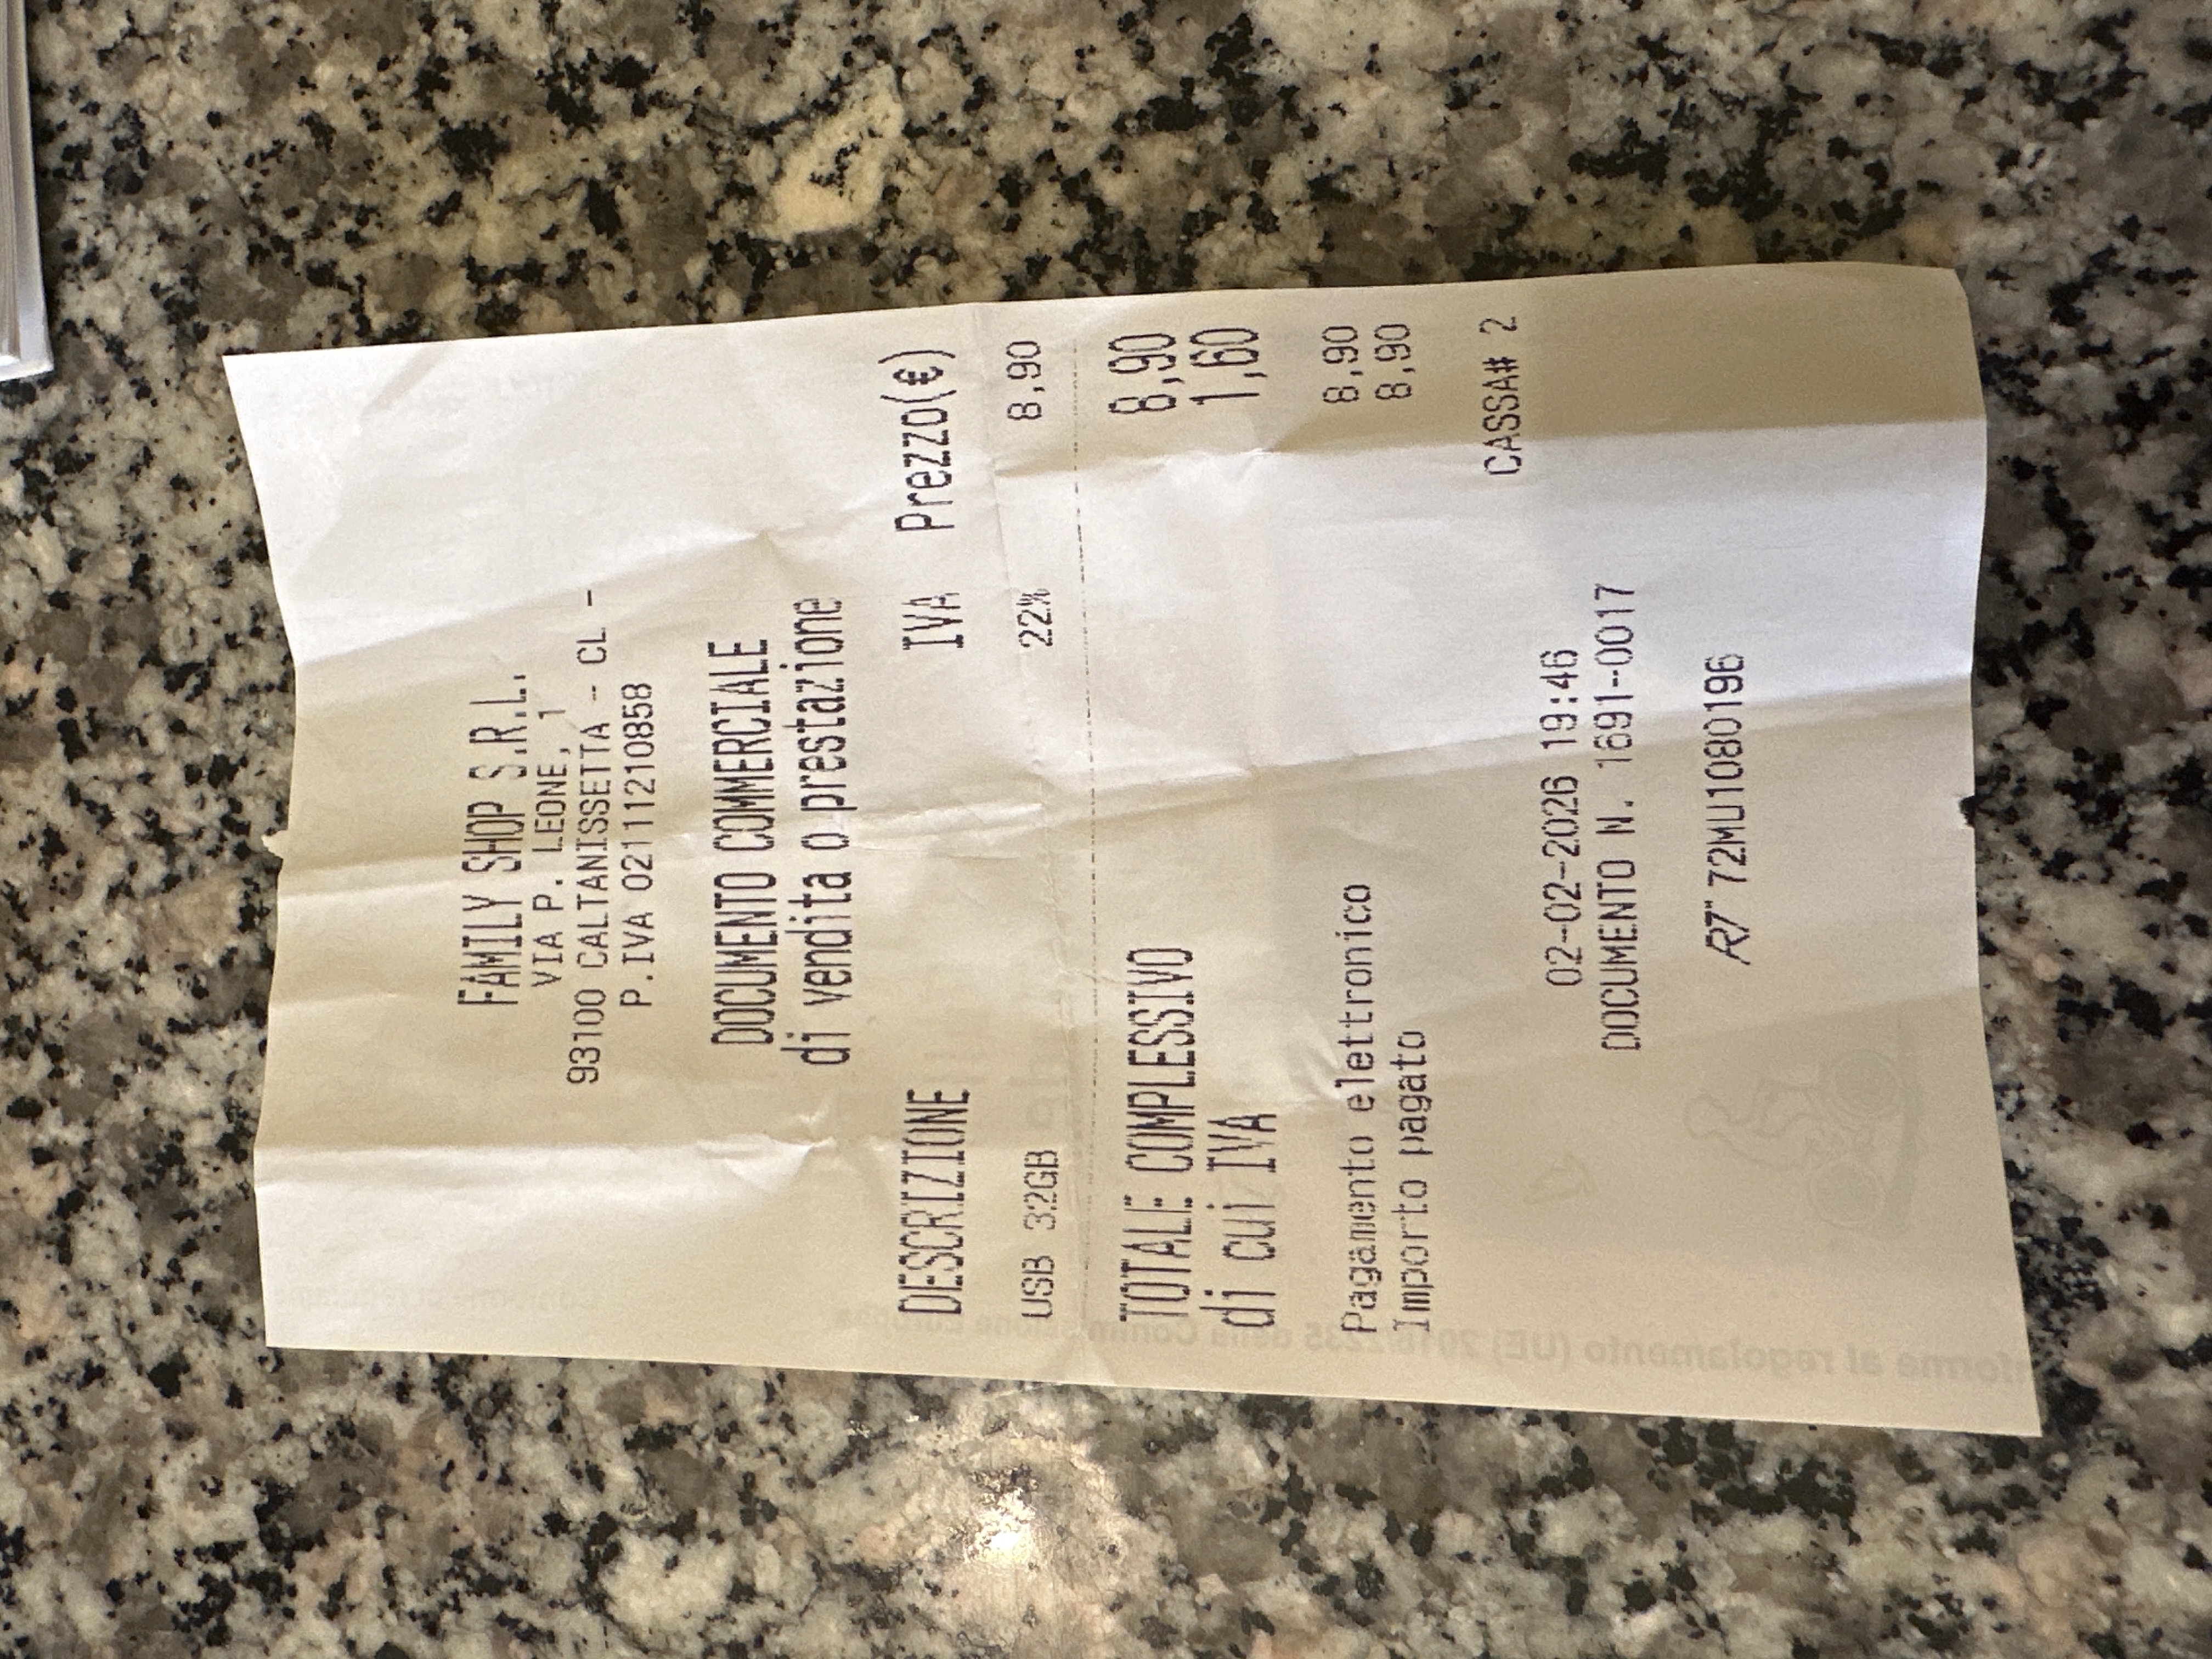 FAMILY SHOP S.R.L.
VIA P. LEONE, 1
93100 CALTANISSETTA - CL -
P.IVA 02111210858
DOCUMENTO COMMERCIALE
di vendita o prestazione
DESCRIZIONE IVA Prezzo(€)
USB 32GB 22% 8,90
TOTALE COMPLESSIVO 8,90
di cui IVA 1,60
Pagamento elettronico 8,90
Importo pagato 8,90
CASSA# 2
02-02-2026 19:46
DOCUMENTO N. 1691-0017
RT 72MU1080196